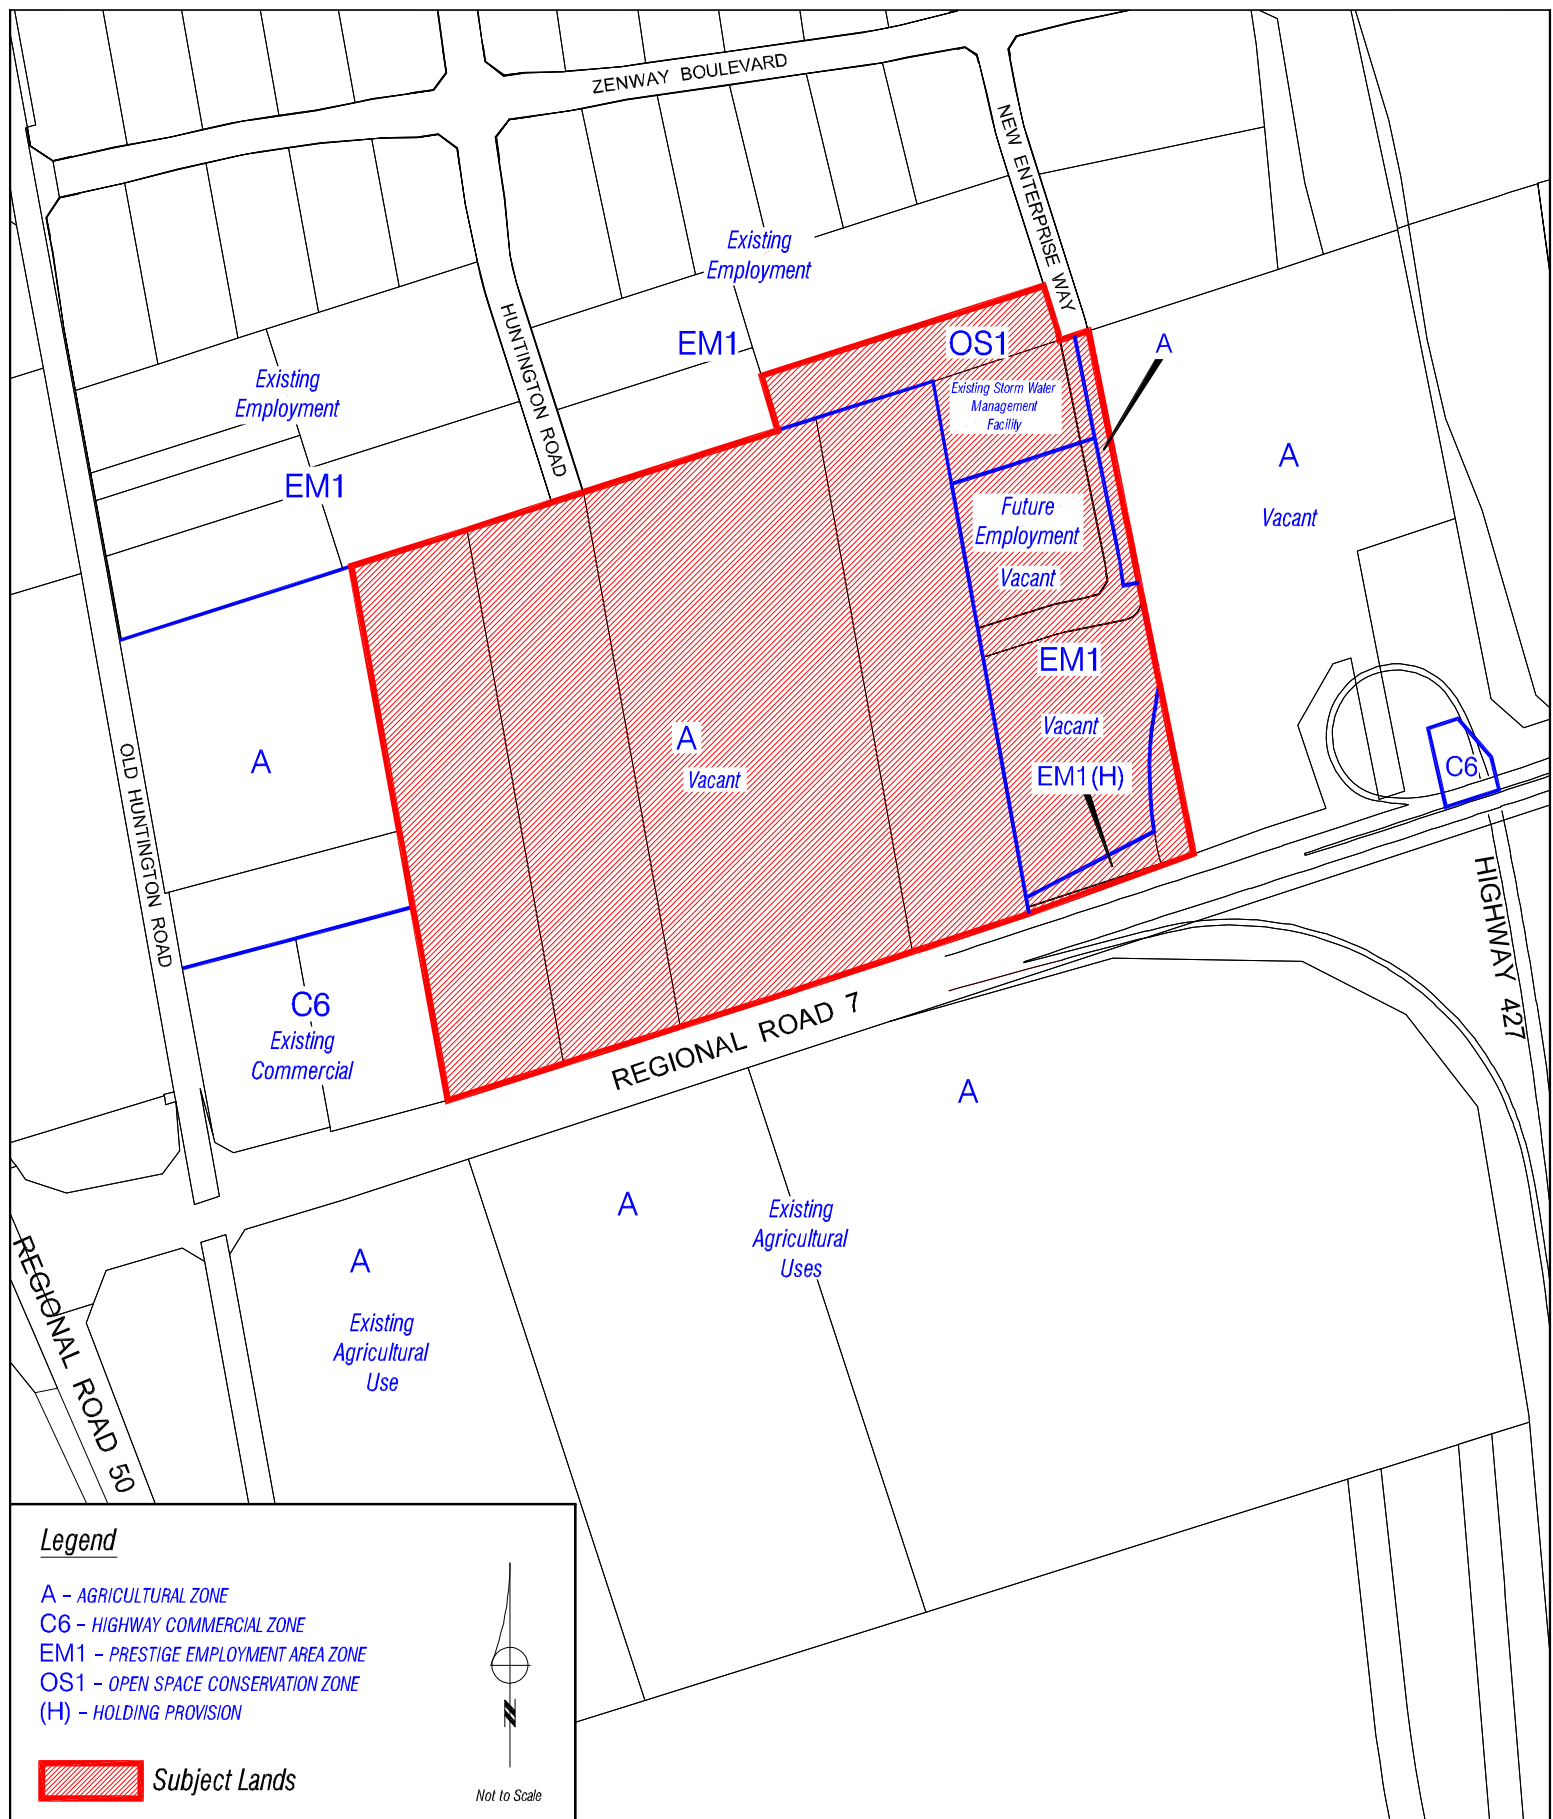 ZENWAY BOULEVARD
NEW ENTERPRISE WAY
Existing
Employment
HUNTINGTON ROAD
EM1
OS1
A
Existing
Employment
Existing Storm Water
Management
Facility
EM1
A
Vacant
Future
Employment
Vacant
EM1
Vacant
EM1(H)
A
Vacant
A
OLD HUNTINGTON ROAD
C6
HIGHWAY 427
C6
Existing
Commercial
REGIONAL ROAD 7
A
A
Existing
Agricultural
Uses
A
Existing
Agricultural
Use
REGIONAL ROAD 50
Legend
A - AGRICULTURAL ZONE
C6 - HIGHWAY COMMERCIAL ZONE
EM1 - PRESTIGE EMPLOYMENT AREA ZONE
OS1 - OPEN SPACE CONSERVATION ZONE
(H) - HOLDING PROVISION
N
Subject Lands
Not to Scale